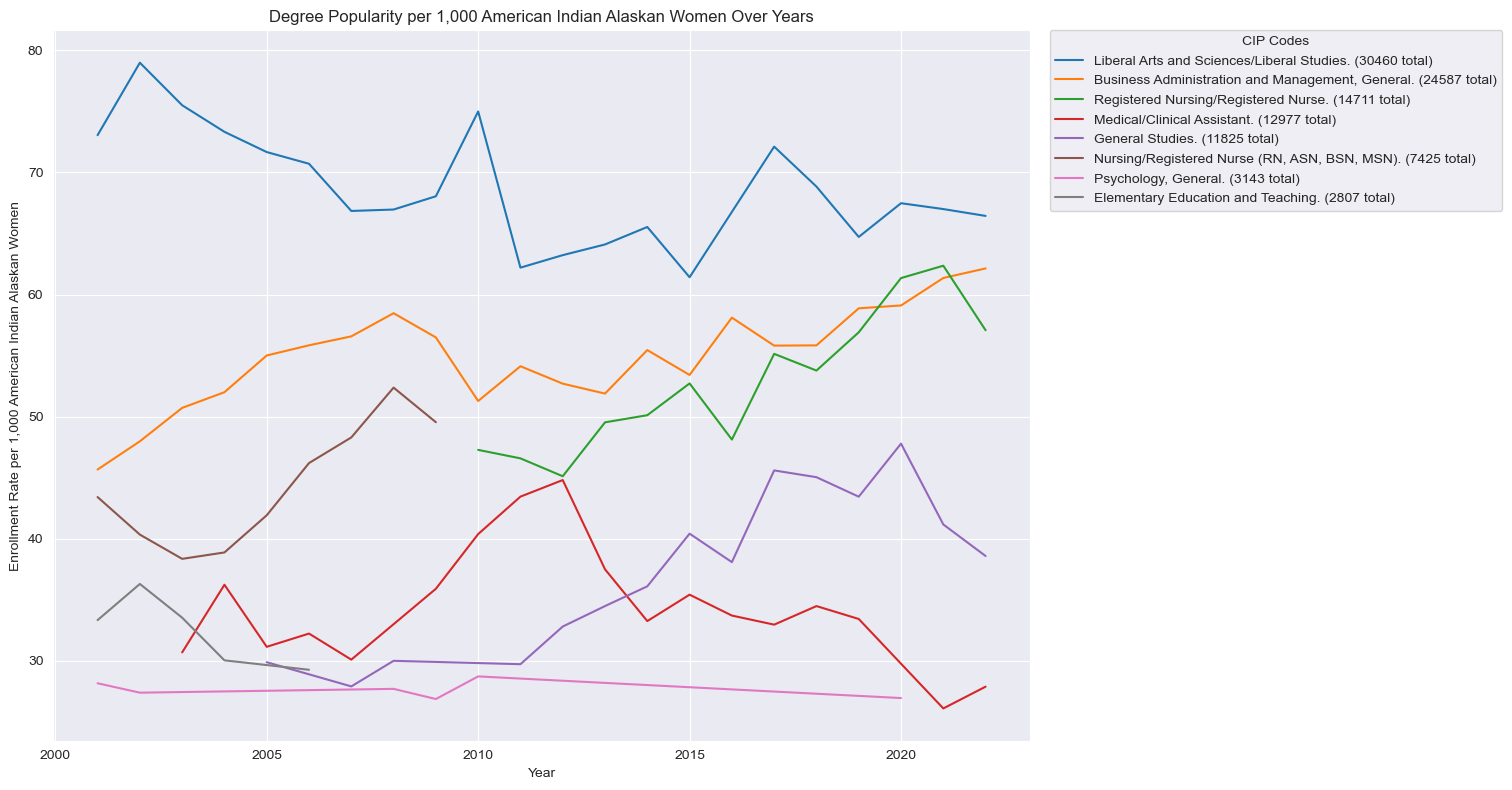 Degree Popularity per 1,000 American Indian Alaskan Women Over Years
CIP Codes
Liberal Arts and Sciences/Liberal Studies. (30460 total)
Business Administration and Management, General. (24587 total)
Registered Nursing/Registered Nurse. (14711 total)
Medical/Clinical Assistant. (12977 total)
General Studies. (11825 total)
Nursing/Registered Nurse (RN, ASN, BSN, MSN). (7425 total)
Psychology, General. (3143 total)
Elementary Education and Teaching. (2807 total)
Enrollment Rate per 1,000 American Indian Alaskan Women
80
70
60
50
40
30
2000
2005
2010
2015
2020
Year